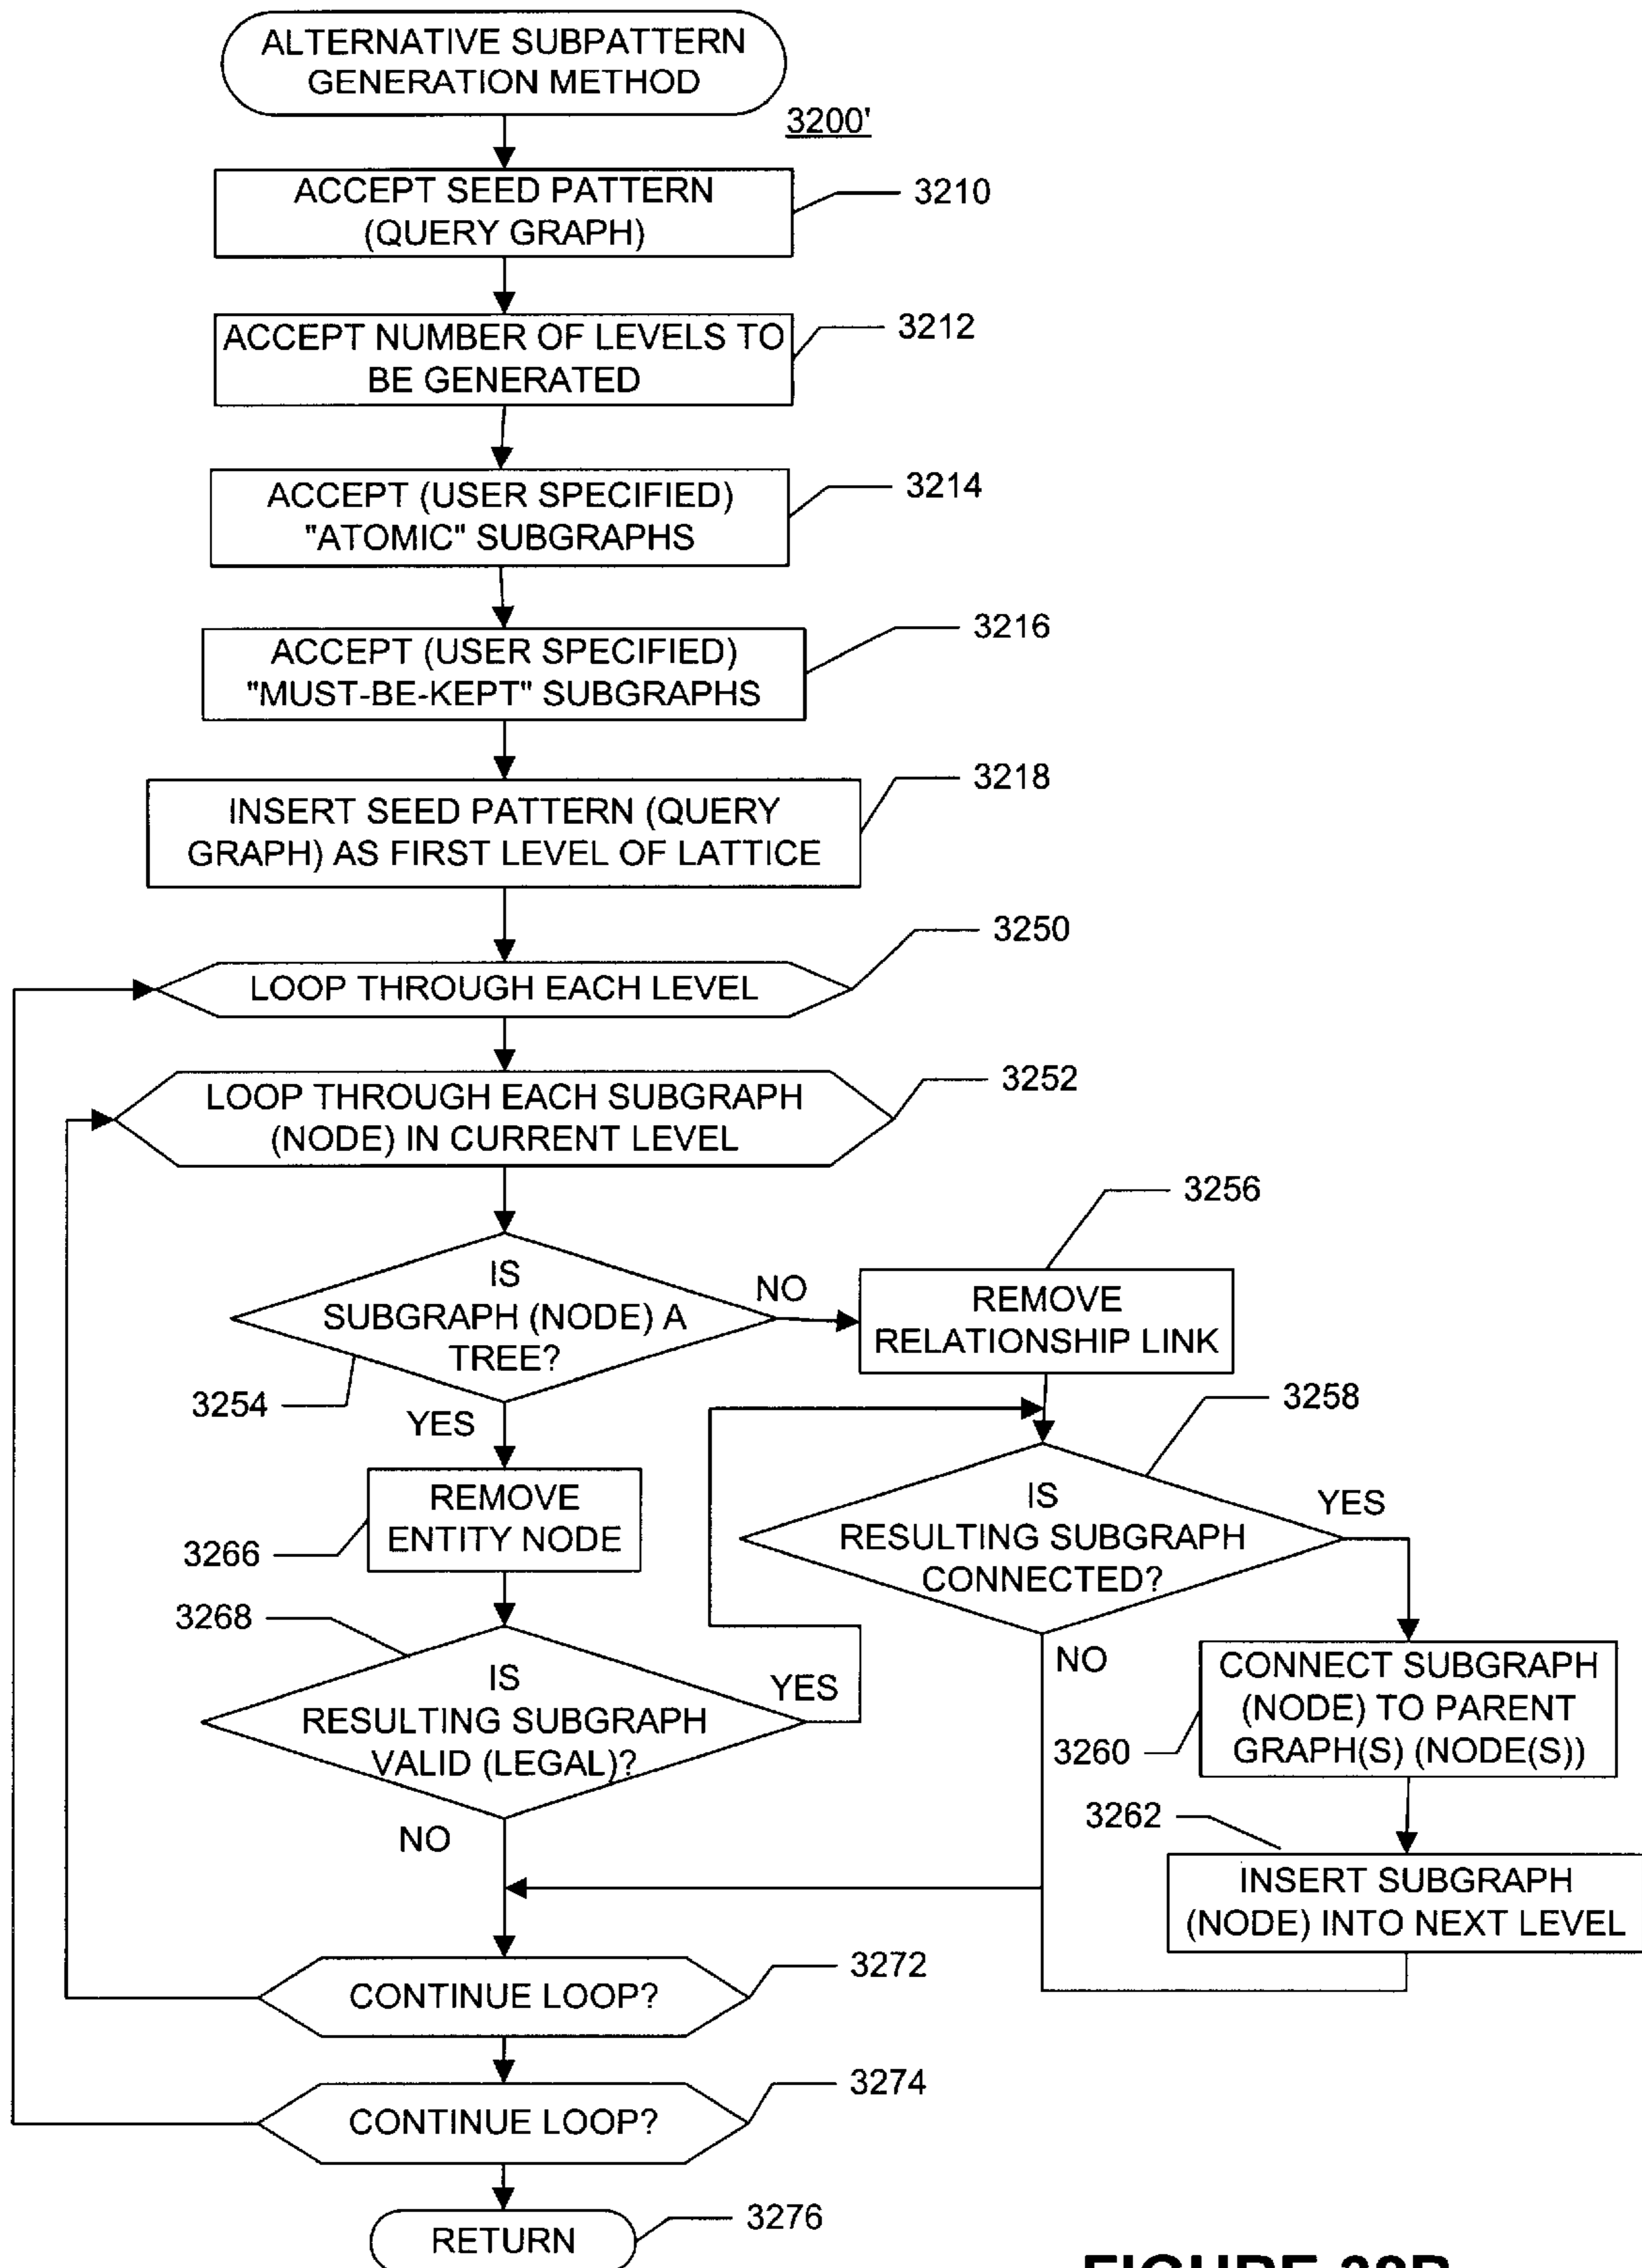 ALTERNATIVE SUBPATTERN
GENERATION METHOD
3200'
ACCEPT SEED PATTERN
(QUERY GRAPH)
3210
ACCEPT NUMBER OF LEVELS TO
BE GENERATED
3212
ACCEPT (USER SPECIFIED)
"ATOMIC" SUBGRAPHS
3214
ACCEPT (USER SPECIFIED)
"MUST-BE-KEPT" SUBGRAPHS
3216
INSERT SEED PATTERN (QUERY
GRAPH) AS FIRST LEVEL OF LATTICE
3218
LOOP THROUGH EACH LEVEL
3250
LOOP THROUGH EACH SUBGRAPH
(NODE) IN CURRENT LEVEL
3252
IS
SUBGRAPH (NODE) A
TREE?
3254
NO
YES
REMOVE
RELATIONSHIP LINK
3256
IS
RESULTING SUBGRAPH
CONNECTED?
3258
YES
NO
REMOVE
ENTITY NODE
3266
IS
RESULTING SUBGRAPH
VALID (LEGAL)?
3268
YES
NO
CONNECT SUBGRAPH
(NODE) TO PARENT
GRAPH(S) (NODE(S))
3260
INSERT SUBGRAPH
(NODE) INTO NEXT LEVEL
3262
CONTINUE LOOP?
3272
CONTINUE LOOP?
3274
RETURN
3276